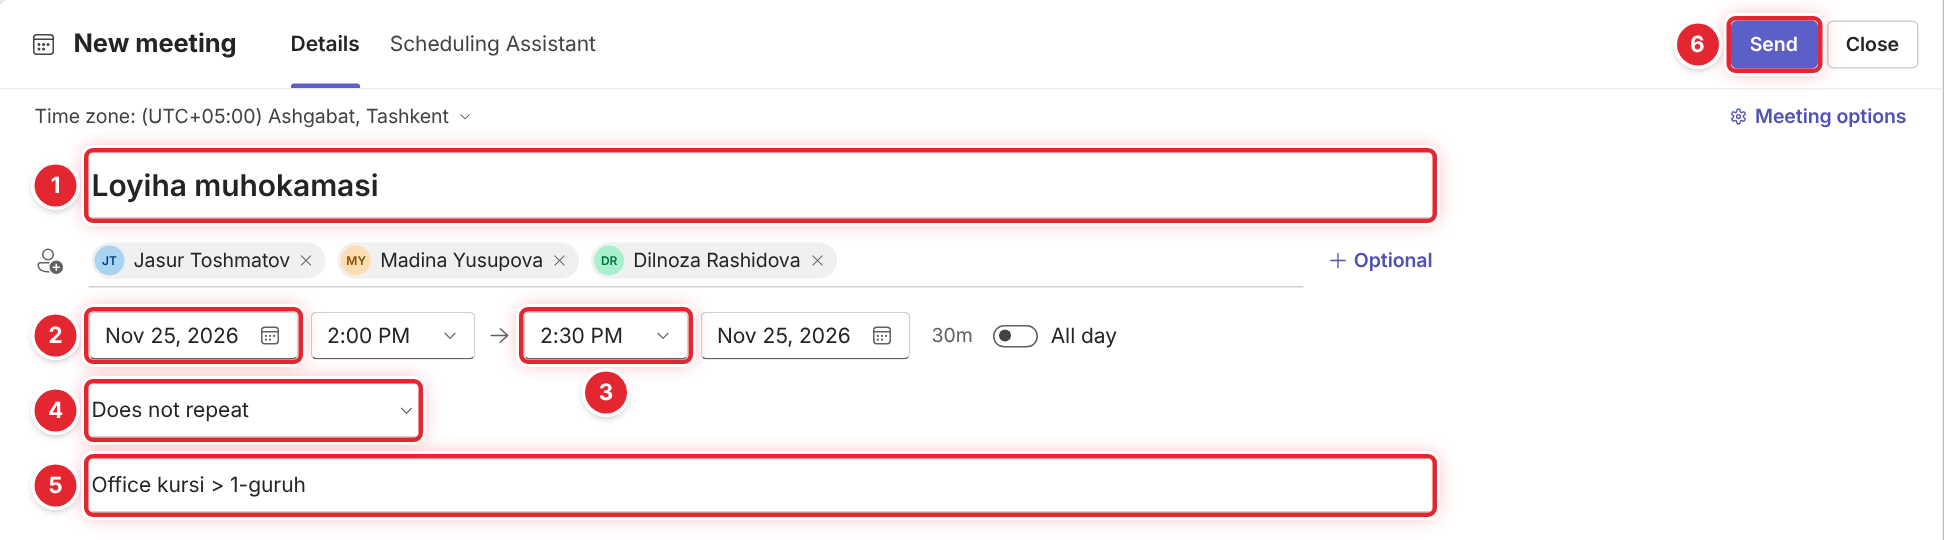 New meeting Details Scheduling Assistant 6 Send Close
Time zone: (UTC+05:00) Ashgabat, Tashkent Meeting options
1 Loyiha muhokamasi
JT Jasur Toshmatov MY Madina Yusupova DR Dilnoza Rashidova + Optional
2 Nov 25, 2026 2:00 PM → 2:30 PM Nov 25, 2026 30m All day
3
4 Does not repeat
5 Office kursi > 1-guruh